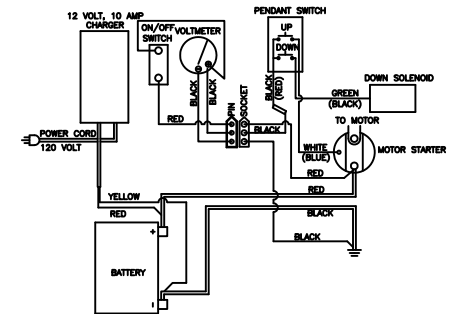 12 VOLT, 10 AMP
CHARGER
ON/OFF
SWITCH
VOLTMETER
PENDANT SWITCH
UP
DOWN
BLACK
BLACK
BLACK
(RED)
GREEN
(BLACK)
DOWN SOLENOID
RED
PIN
SOCKET
BLACK
TO MOTOR
WHITE
(BLUE)
MOTOR STARTER
POWER CORD
120 VOLT
RED
RED
YELLOW
RED
BLACK
BLACK
+
BATTERY
-